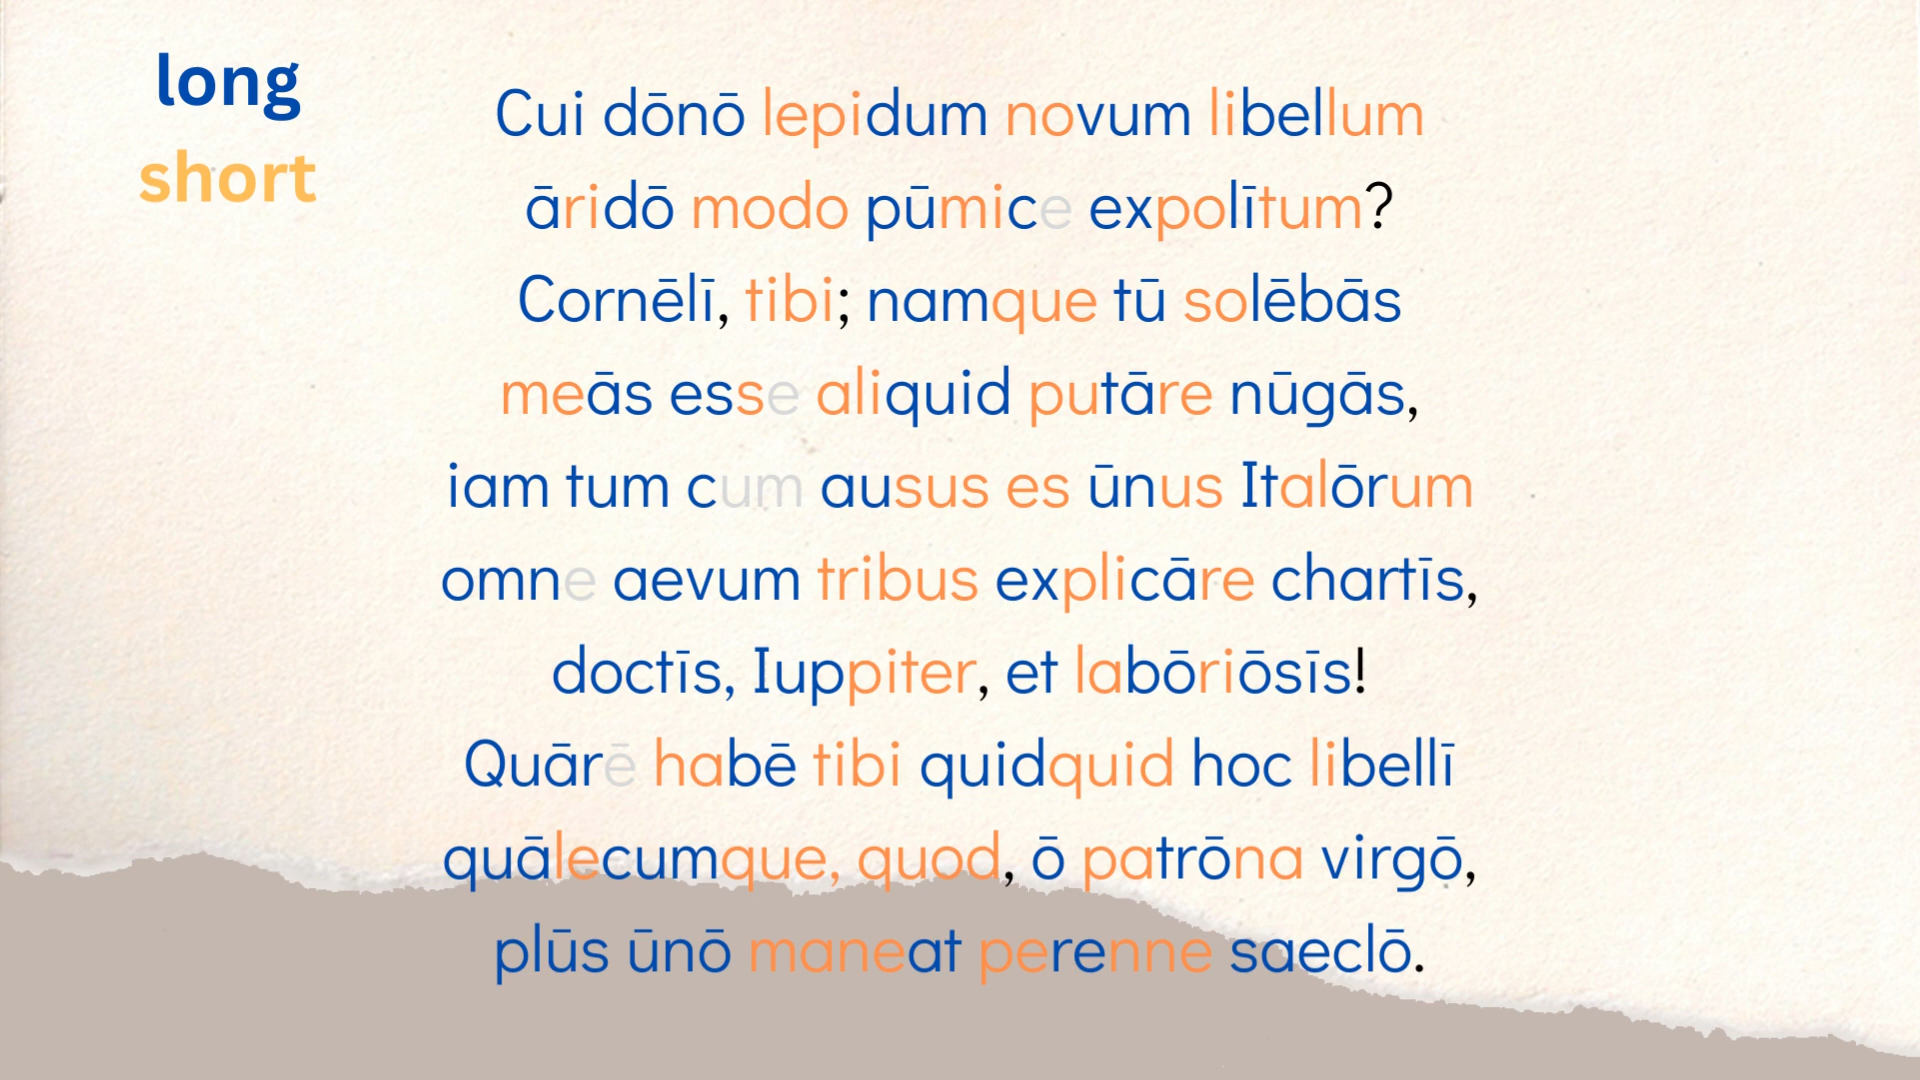 long
short
Cui dōnō lepidum novum libellum
āridō modo pūmice expolītum?
Cornēlī, tibi; namque tū solēbās
meās esse aliquid putāre nūgās,
iam tum cum ausus es ūnus Italōrum
omne aevum tribus explicāre chartīs,
doctīs, Iuppiter, et labōriōsīs!
Quārē habē tibi quidquid hoc libellī
quālecumque, quod, ō patrōna virgō,
plūs ūnō maneat perenne saeclō.